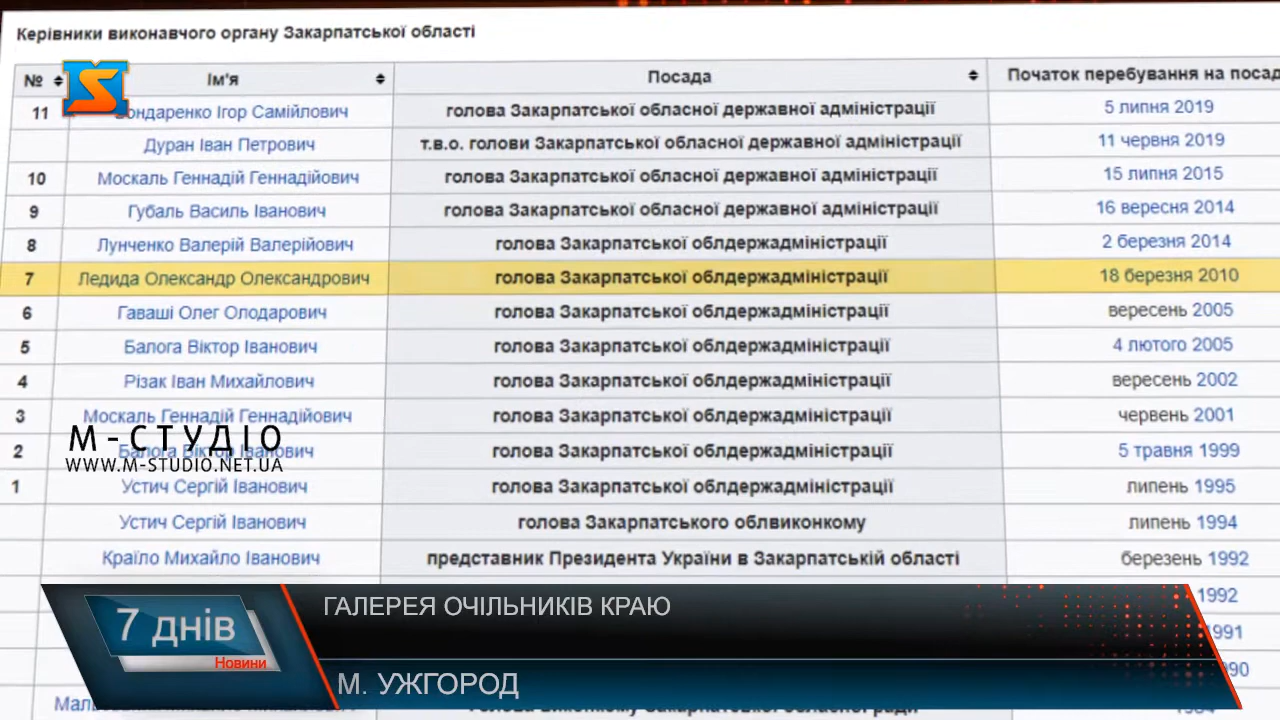 Керівники виконавчого органу Закарпатської області
№ Ім'я Посада Початок перебування на посад
11 Бондаренко Ігор Самійлович голова Закарпатської обласної державної адміністрації 5 липня 2019
Дуран Іван Петрович т.в.о. голови Закарпатської обласної державної адміністрації 11 червня 2019
10 Москаль Геннадій Геннадійович голова Закарпатської обласної державної адміністрації 15 липня 2015
9 Губаль Василь Іванович голова Закарпатської обласної державної адміністрації 16 вересня 2014
8 Лунченко Валерій Валерійович голова Закарпатської облдержадміністрації 2 березня 2014
7 Ледида Олександр Олександрович голова Закарпатської облдержадміністрації 18 березня 2010
6 Гаваші Олег Олодарович голова Закарпатської облдержадміністрації вересень 2005
5 Балога Віктор Іванович голова Закарпатської облдержадміністрації 4 лютого 2005
4 Різак Іван Михайлович голова Закарпатської облдержадміністрації вересень 2002
3 Москаль Геннадій Геннадійович голова Закарпатської облдержадміністрації червень 2001
М-СТУДІО
2 Балога Віктор Іванович голова Закарпатської облдержадміністрації 5 травня 1999
WWW.M-STUDIO.NET.UA
1 Устич Сергій Іванович голова Закарпатської облдержадміністрації липень 1995
Устич Сергій Іванович голова Закарпатського облвиконкому липень 1994
Країло Михайло Іванович представник Президента України в Закарпатській області березень 1992
1992
ГАЛЕРЕЯ ОЧІЛЬНИКІВ КРАЮ
7 днів
Новини
М. УЖГОРОД